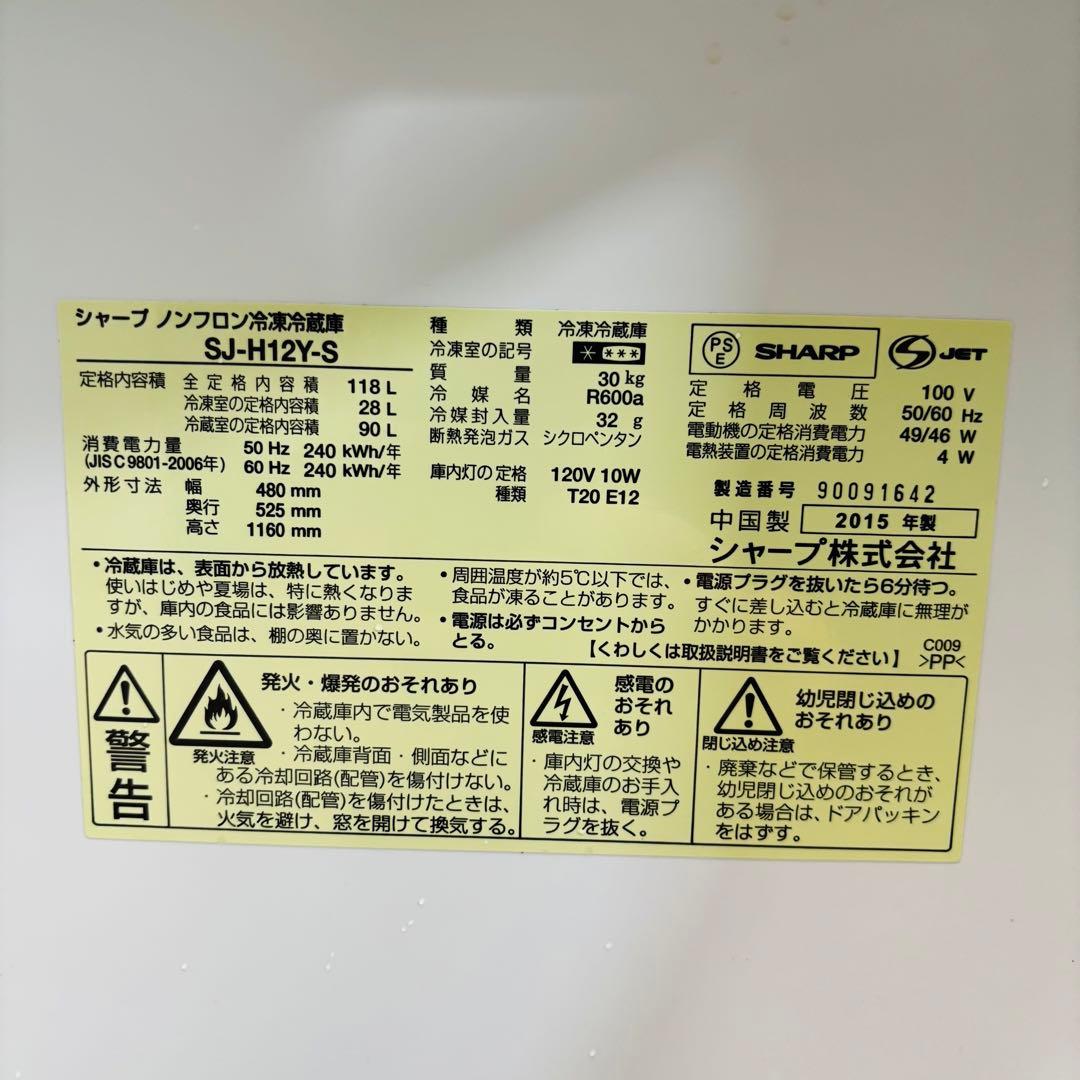 シャープ ノンフロン冷凍冷蔵庫
SJ-H12Y-S
定格内容積 全定格内容積 118 L
冷凍室の定格内容積 28 L
冷蔵室の定格内容積 90 L
消費電力量 50 Hz 240 kWh/年
(JIS C 9801-2006年) 60 Hz 240 kWh/年
外形寸法 幅 480 mm
奥行 525 mm
高さ 1160 mm
種類 冷凍冷蔵庫
冷凍室の記号 * ***
質量 30 kg
冷媒名 R600a
冷媒封入量 32 g
断熱発泡ガス シクロペンタン
庫内灯の定格 120V 10W
種類 T20 E12
PS
E
SHARP
JET
定格電圧 100 V
定格周波数 50/60 Hz
電動機の定格消費電力 49/46 W
電熱装置の定格消費電力 4 W
製造番号 90091642
中国製 2015 年製
シャープ株式会社
・冷蔵庫は、表面から放熱しています。
使いはじめや夏場は、特に熱くなりま
すが、庫内の食品には影響ありません。
・水気の多い食品は、棚の奥に置かない。
・周囲温度が約5℃以下では、
食品が凍ることがあります。
・電源は必ずコンセントから
とる。
・電源プラグを抜いたら6分待つ。
すぐに差し込むと冷蔵庫に無理が
かかります。
【くわしくは取扱説明書をご覧ください】
C009
>PP<
警告
発火注意
発火・爆発のおそれあり
・冷蔵庫内で電気製品を使
わない。
・冷蔵庫背面・側面などに
ある冷却回路(配管)を傷付けない。
・冷却回路(配管)を傷付けたときは、
火気を避け、窓を開けて換気する。
感電注意
感電の
おそれ
あり
・庫内灯の交換や
冷蔵庫のお手入
れ時は、電源プ
ラグを抜く。
閉じ込め注意
幼児閉じ込めの
おそれあり
・廃棄などで保管するとき、
幼児閉じ込めのおそれが
ある場合は、ドアパッキン
をはずす。